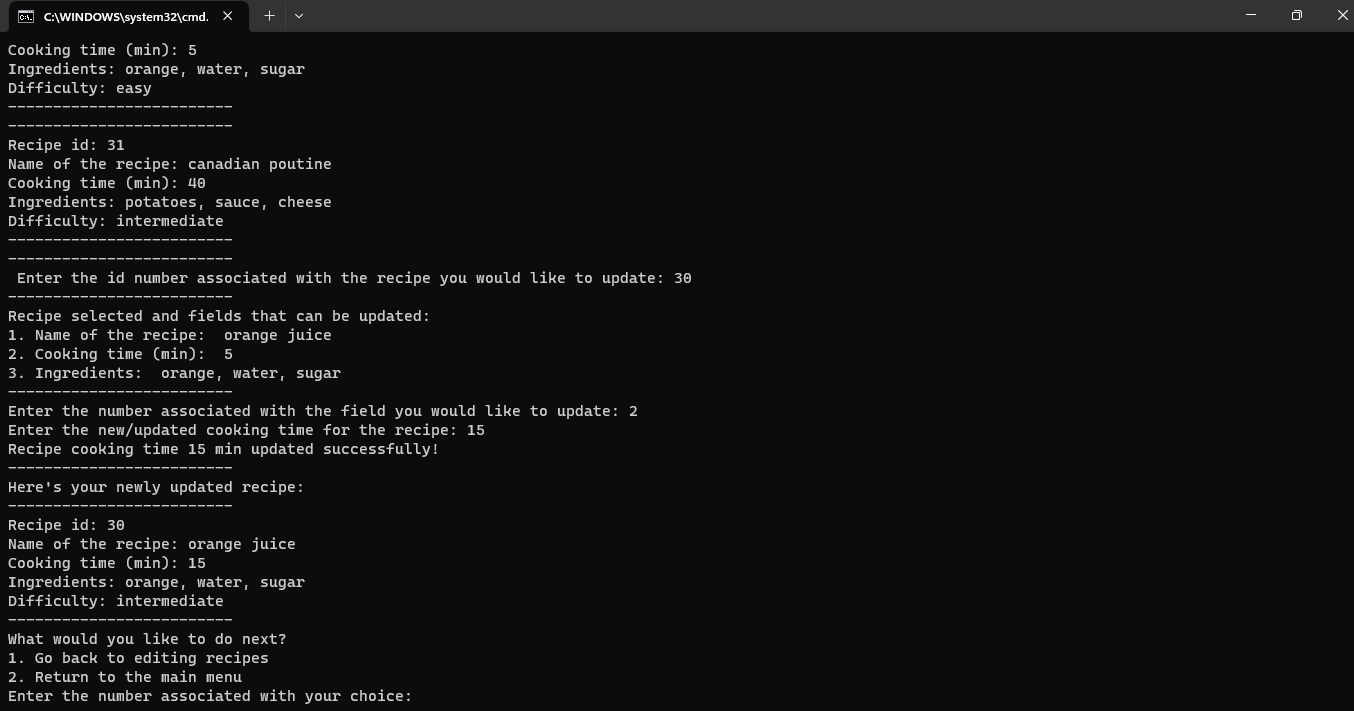 C:\WINDOWS\system32\cmd.
Cooking time (min): 5
Ingredients: orange, water, sugar
Difficulty: easy
-------------------------
-------------------------
Recipe id: 31
Name of the recipe: canadian poutine
Cooking time (min): 40
Ingredients: potatoes, sauce, cheese
Difficulty: intermediate
-------------------------
-------------------------
 Enter the id number associated with the recipe you would like to update: 30
-------------------------
Recipe selected and fields that can be updated:
1. Name of the recipe:  orange juice
2. Cooking time (min):  5
3. Ingredients:  orange, water, sugar
-------------------------
Enter the number associated with the field you would like to update: 2
Enter the new/updated cooking time for the recipe: 15
Recipe cooking time 15 min updated successfully!
-------------------------
Here's your newly updated recipe:
-------------------------
Recipe id: 30
Name of the recipe: orange juice
Cooking time (min): 15
Ingredients: orange, water, sugar
Difficulty: intermediate
-------------------------
What would you like to do next?
1. Go back to editing recipes
2. Return to the main menu
Enter the number associated with your choice: